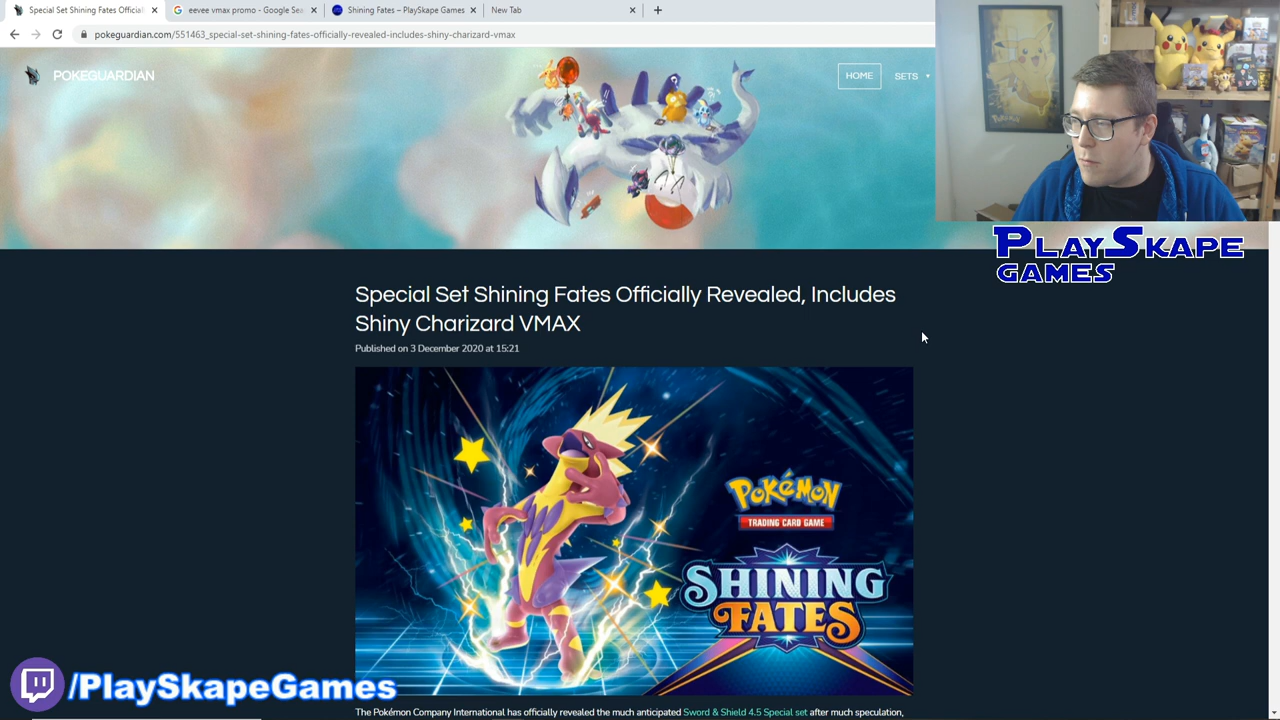 Special Set Shining Fates Official
eevee vmax promo - Google Sea
Shining Fates – PlaySkape Games
New Tab
pokeguardian.com/551463_special-set-shining-fates-officially-revealed-includes-shiny-charizard-vmax
POKEGUARDIAN
HOME
SETS
PLAYSKAPE
GAMES
Special Set Shining Fates Officially Revealed, Includes
Shiny Charizard VMAX
Published on 3 December 2020 at 15:21
POKéMON
TRADING CARD GAME
SHINING
FATES
/PlaySkapeGames
The Pokémon Company International has officially revealed the much anticipated Sword & Shield 4.5 Special set after much speculation,